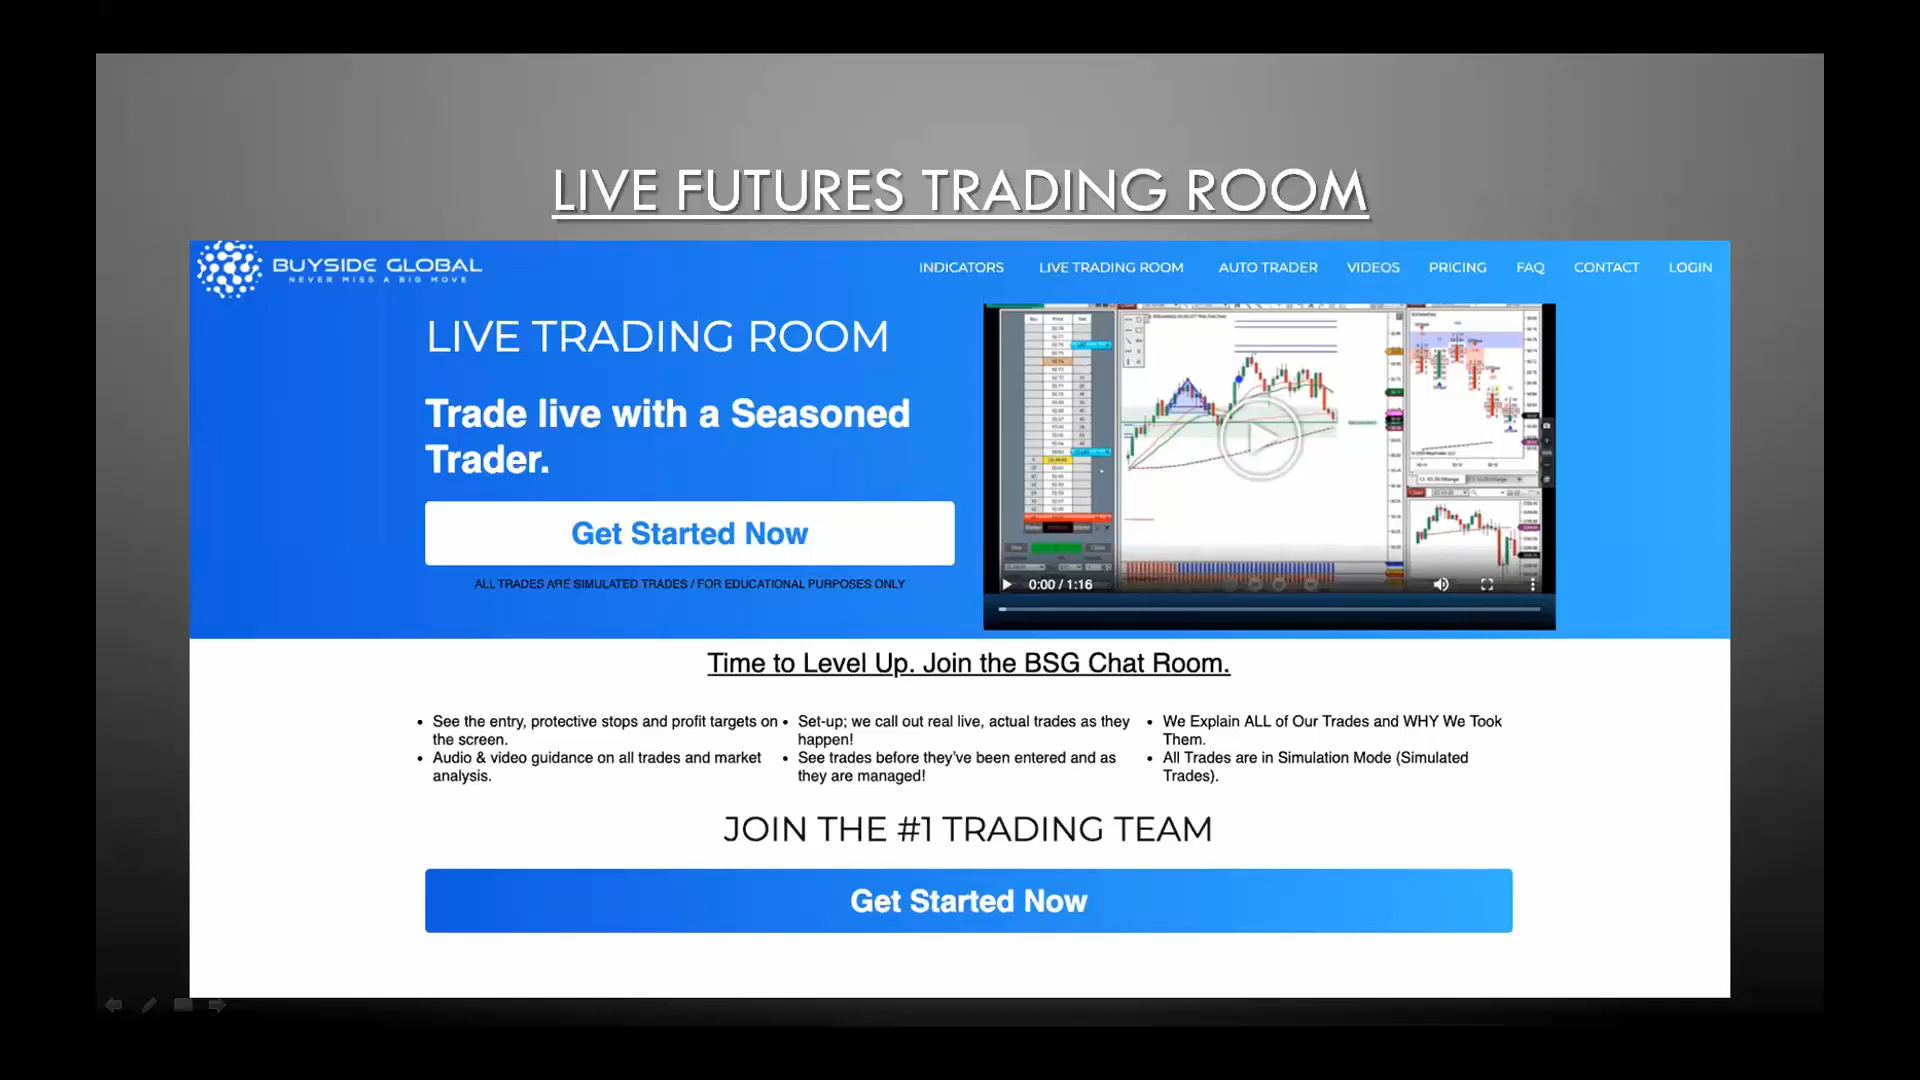 LIVE FUTURES TRADING ROOM
BUYSIDE GLOBAL
NEVER MISS A BIG MOVE
INDICATORS LIVE TRADING ROOM AUTO TRADER VIDEOS PRICING FAQ CONTACT LOGIN
LIVE TRADING ROOM
Trade live with a Seasoned
Trader.
Get Started Now
ALL TRADES ARE SIMULATED TRADES / FOR EDUCATIONAL PURPOSES ONLY
0:00 / 1:16
Time to Level Up. Join the BSG Chat Room.
• See the entry, protective stops and profit targets on
the screen.
• Audio & video guidance on all trades and market
analysis.
• Set-up; we call out real live, actual trades as they
happen!
• See trades before they've been entered and as
they are managed!
• We Explain ALL of Our Trades and WHY We Took
Them.
• All Trades are in Simulation Mode (Simulated
Trades).
JOIN THE #1 TRADING TEAM
Get Started Now